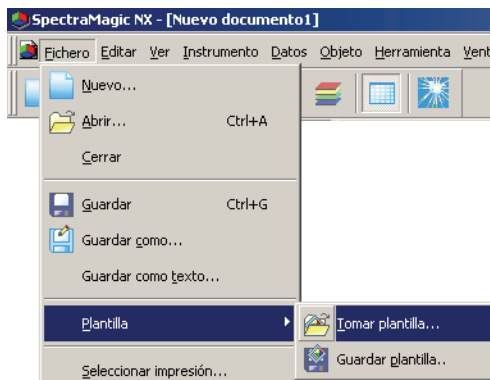 SpectraMagic NX - [Nuevo documento1]
Fichero Editar Ver Instrumento Datos Objeto Herramienta Vent
Nuevo...
Abrir... Ctrl+A
Cerrar
Guardar Ctrl+G
Guardar como...
Guardar como texto...
Plantilla Tomar plantilla...
Guardar plantilla..
Seleccionar impresión...